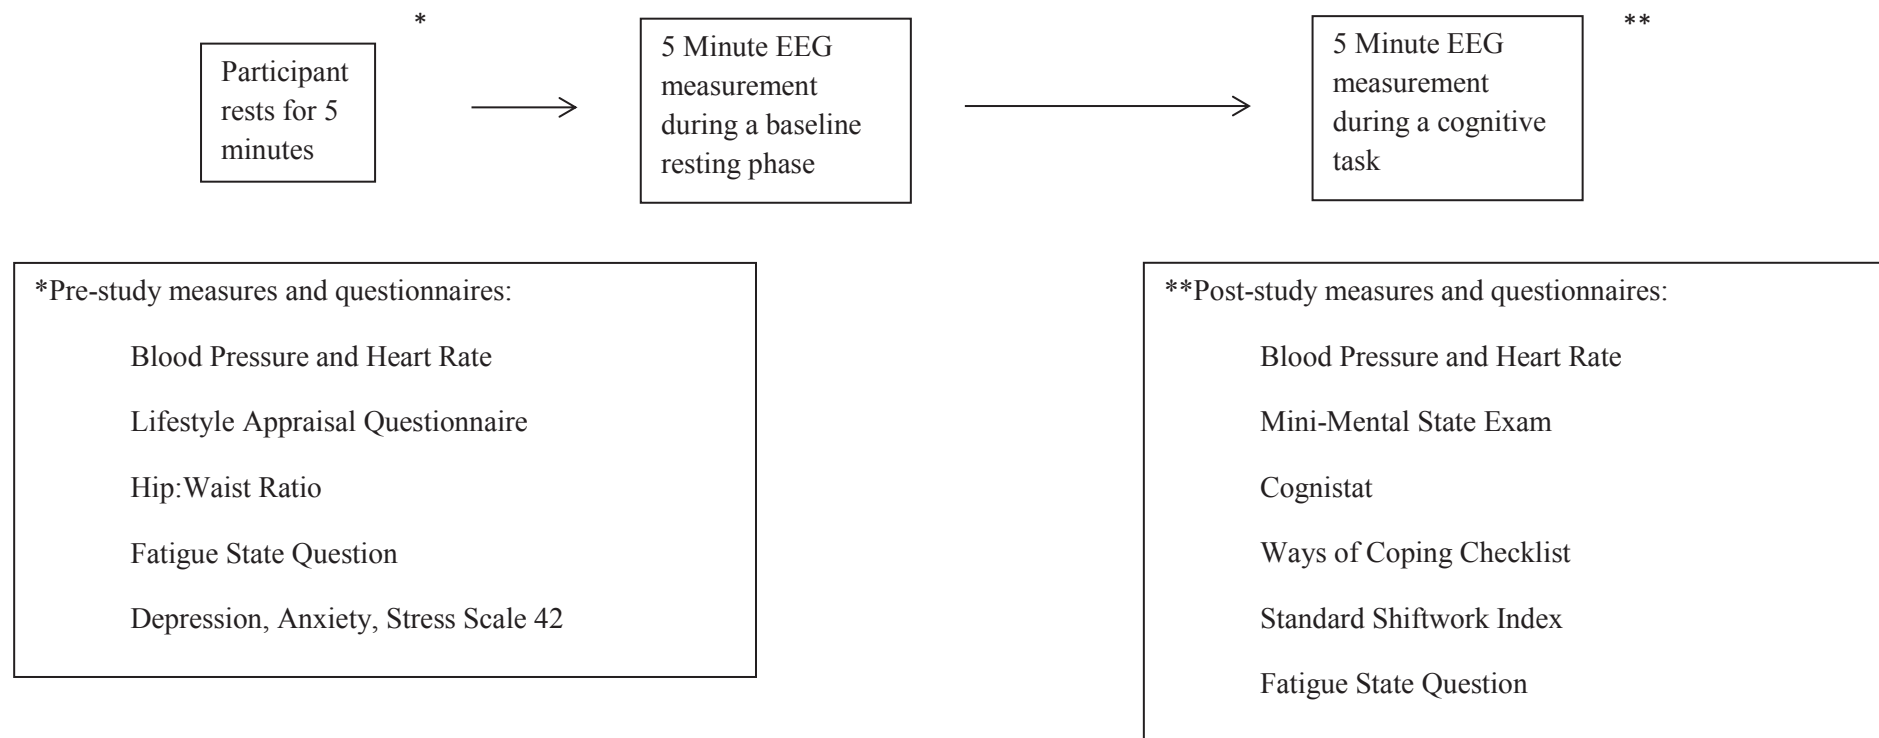 *
Participant
rests for 5
minutes
5 Minute EEG
measurement
during a baseline
resting phase
5 Minute EEG
measurement
during a cognitive
task
**
*Pre-study measures and questionnaires:
Blood Pressure and Heart Rate
Lifestyle Appraisal Questionnaire
Hip:Waist Ratio
Fatigue State Question
Depression, Anxiety, Stress Scale 42
**Post-study measures and questionnaires:
Blood Pressure and Heart Rate
Mini-Mental State Exam
Cognistat
Ways of Coping Checklist
Standard Shiftwork Index
Fatigue State Question